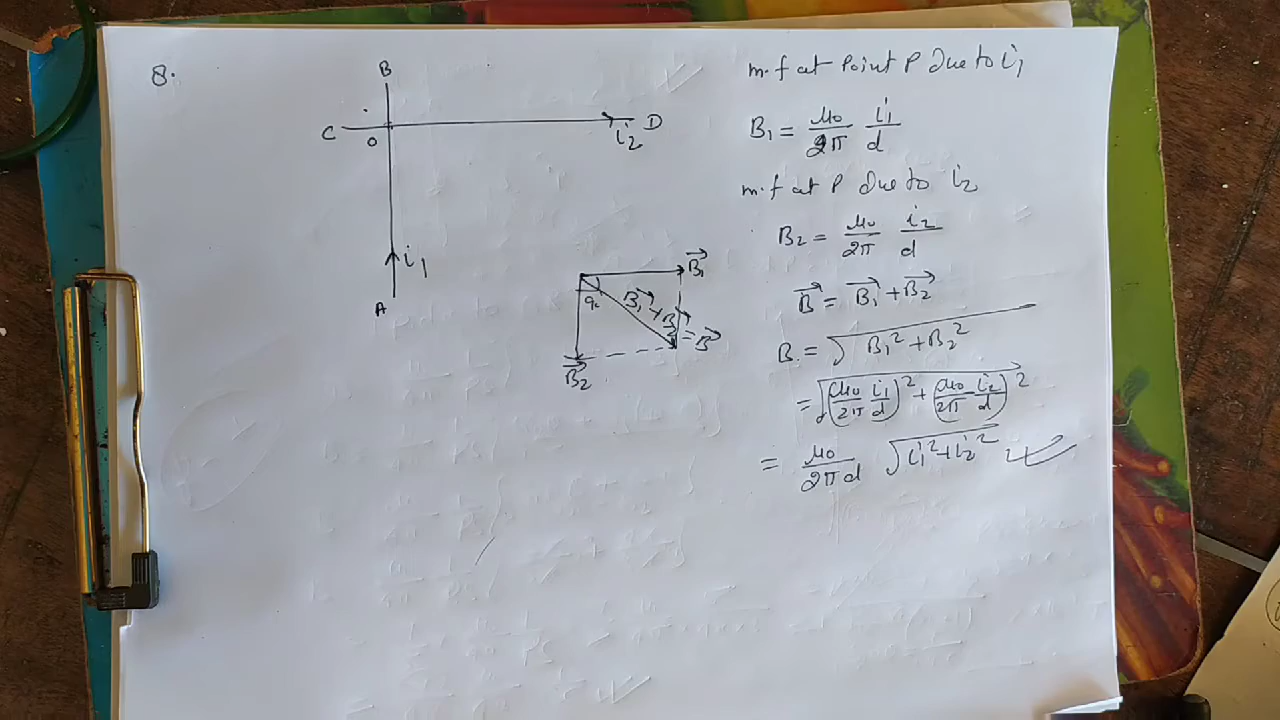 8.
B
C
O
i₂
D
i₁
A
90
B₁⃗
B₁⃗ + B₂⃗
= B⃗
B₂⃗
m.f at Point P Due to i₁
B₁ = μ₀/2π i₁/d
m.f at P due to i₂
B₂ = μ₀/2π i₂/d
B⃗ = B₁⃗ + B₂⃗
B = √(B₁² + B₂²)
= √((μ₀/2π i₁/d)² + (μ₀/2π i₂/d)²)
= μ₀/2πd √(i₁² + i₂²)